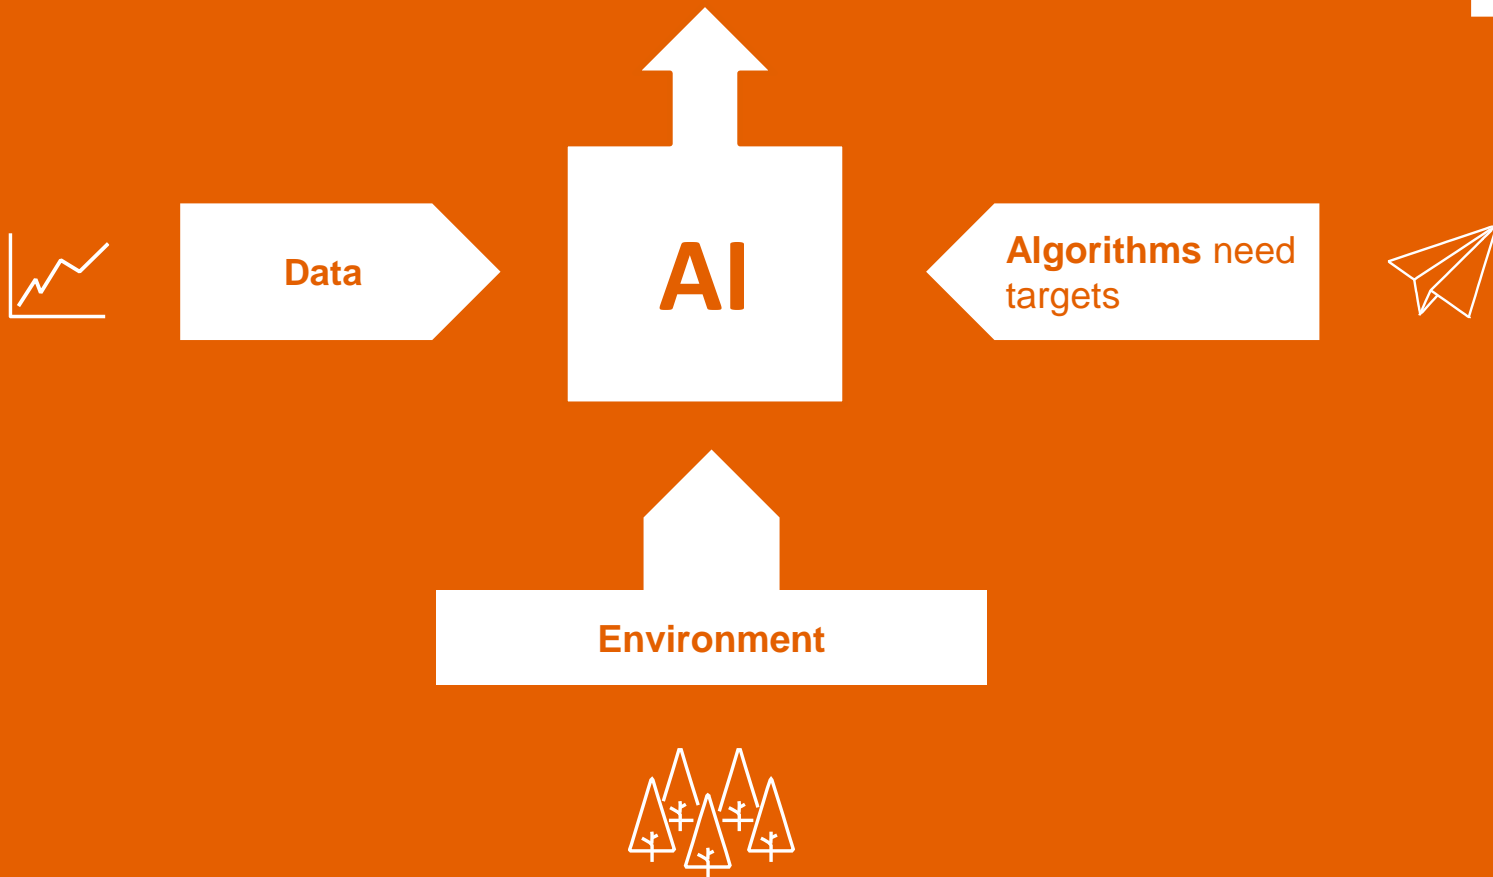 Data
AI
Algorithms need
targets
Environment